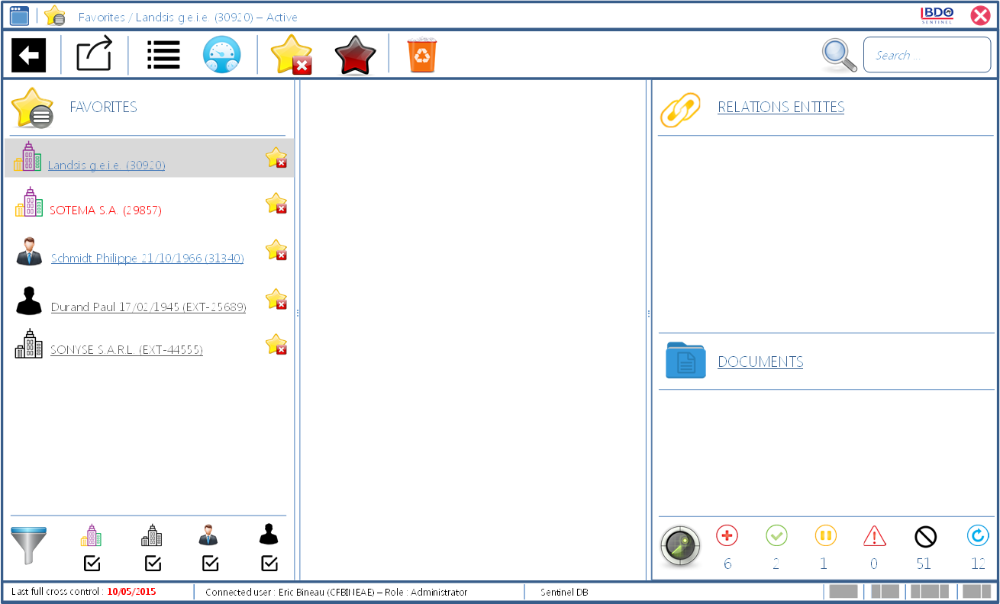 Favorites / Landsis g.e.i.e. (30920) – Active
BDO
SENTINEL
Search ...
FAVORITES
Landsis g.e.i.e. (30920)
SOTEMA S.A. (29857)
Schmidt Philippe 21/10/1966 (31340)
Durand Paul 17/02/1945 (EXT-25689)
SONYSE S.A.R.L. (EXT-44555)
RELATIONS ENTITES
DOCUMENTS
6 2 1 0 51 12
Last full cross control : 10/05/2015
Connected user : Eric Bineau (CFBINEAE) – Role : Administrator
Sentinel DB